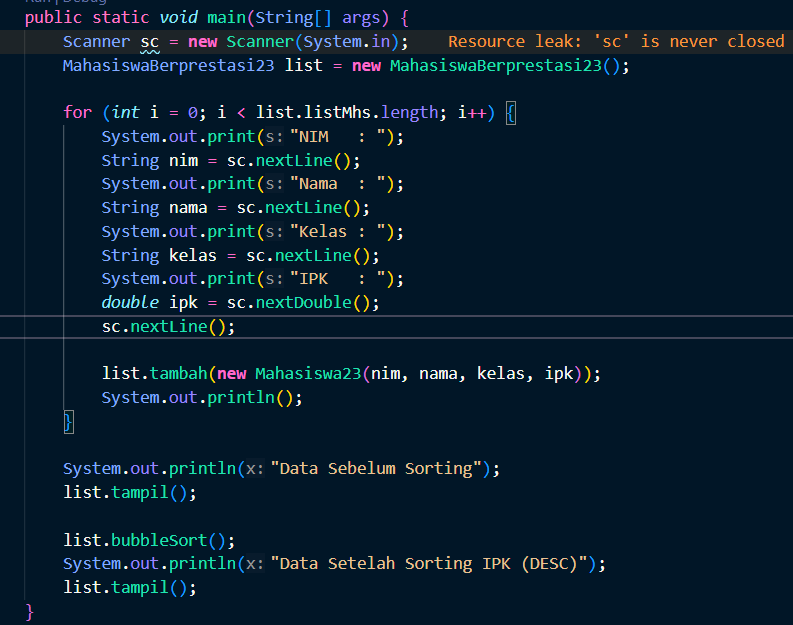 Run | Debug
public static void main(String[] args) {
Scanner sc = new Scanner(System.in); Resource leak: 'sc' is never closed
MahasiswaBerprestasi23 list = new MahasiswaBerprestasi23();
for (int i = 0; i < list.listMhs.length; i++) {
System.out.print(s: "NIM   : ");
String nim = sc.nextLine();
System.out.print(s: "Nama  : ");
String nama = sc.nextLine();
System.out.print(s: "Kelas : ");
String kelas = sc.nextLine();
System.out.print(s: "IPK   : ");
double ipk = sc.nextDouble();
sc.nextLine();
list.tambah(new Mahasiswa23(nim, nama, kelas, ipk));
System.out.println();
}
System.out.println(x: "Data Sebelum Sorting");
list.tampil();
list.bubbleSort();
System.out.println(x: "Data Setelah Sorting IPK (DESC)");
list.tampil();
}